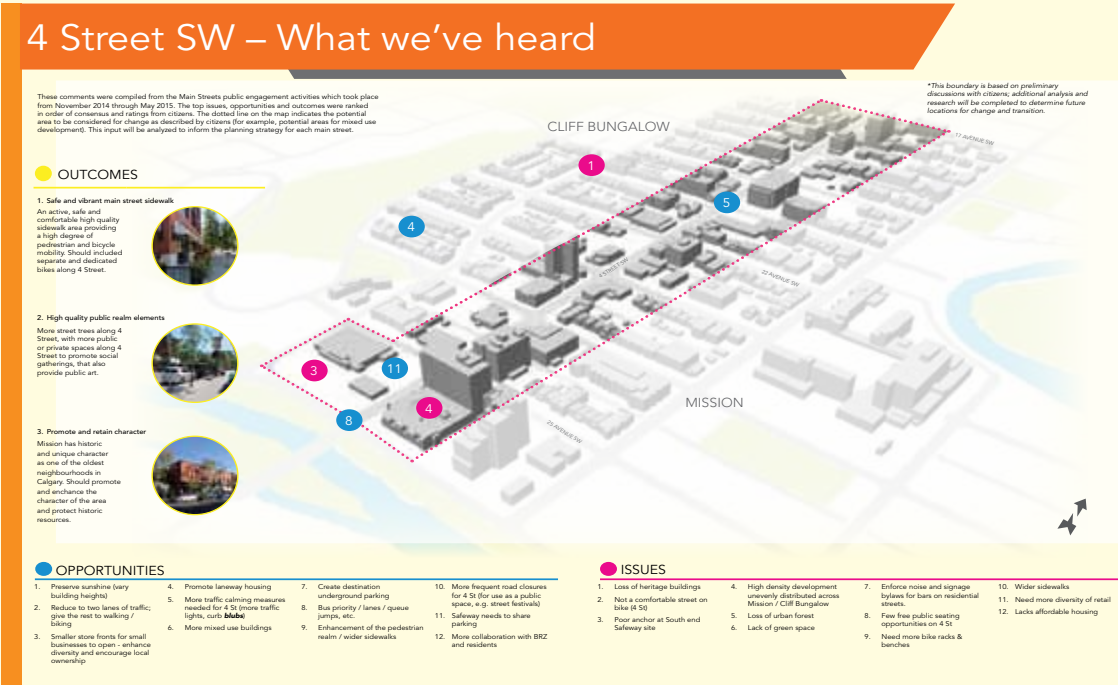 4 Street SW – What we've heard
These comments were compiled from the Main Streets public engagement activities which took place
from November 2014 through May 2015. The top issues, opportunities and outcomes were ranked
in order of consensus and ratings from citizens. The dotted line on the map indicates the potential
area to be considered for change as described by citizens (for example, potential areas for mixed use
development). This input will be analyzed to inform the planning strategy for each main street.
*This boundary is based on preliminary
discussions with citizens; additional analysis and
research will be completed to determine future
locations for change and transition.
CLIFF BUNGALOW
17 AVENUE SW
1
5
4
4 STREET SW
22 AVENUE SW
3
11
4
8
MISSION
25 AVENUE SW
OUTCOMES
1. Safe and vibrant main street sidewalk
An active, safe and
comfortable high quality
sidewalk area providing
a high degree of
pedestrian and bicycle
mobility. Should included
separate and dedicated
bikes along 4 Street.
2. High quality public realm elements
More street trees along 4
Street, with more public
or private spaces along 4
Street to promote social
gatherings, that also
provide public art.
3. Promote and retain character
Mission has historic
and unique character
as one of the oldest
neighbourhoods in
Calgary. Should promote
and enchance the
character of the area
and protect historic
resources.
OPPORTUNITIES
1. Preserve sunshine (vary
building heights)
2. Reduce to two lanes of traffic;
give the rest to walking /
biking
3. Smaller store fronts for small
businesses to open - enhance
diversity and encourage local
ownership
4. Promote laneway housing
5. More traffic calming measures
needed for 4 St (more traffic
lights, curb blubs)
6. More mixed use buildings
7. Create destination
underground parking
8. Bus priority / lanes / queue
jumps, etc.
9. Enhancement of the pedestrian
realm / wider sidewalks
10. More frequent road closures
for 4 St (for use as a public
space, e.g. street festivals)
11. Safeway needs to share
parking
12. More collaboration with BRZ
and residents
ISSUES
1. Loss of heritage buildings
2. Not a comfortable street on
bike (4 St)
3. Poor anchor at South end
Safeway site
4. High density development
unevenly distributed across
Mission / Cliff Bungalow
5. Loss of urban forest
6. Lack of green space
7. Enforce noise and signage
bylaws for bars on residential
streets.
8. Few free public seating
opportunities on 4 St
9. Need more bike racks &
benches
10. Wider sidewalks
11. Need more diversity of retail
12. Lacks affordable housing